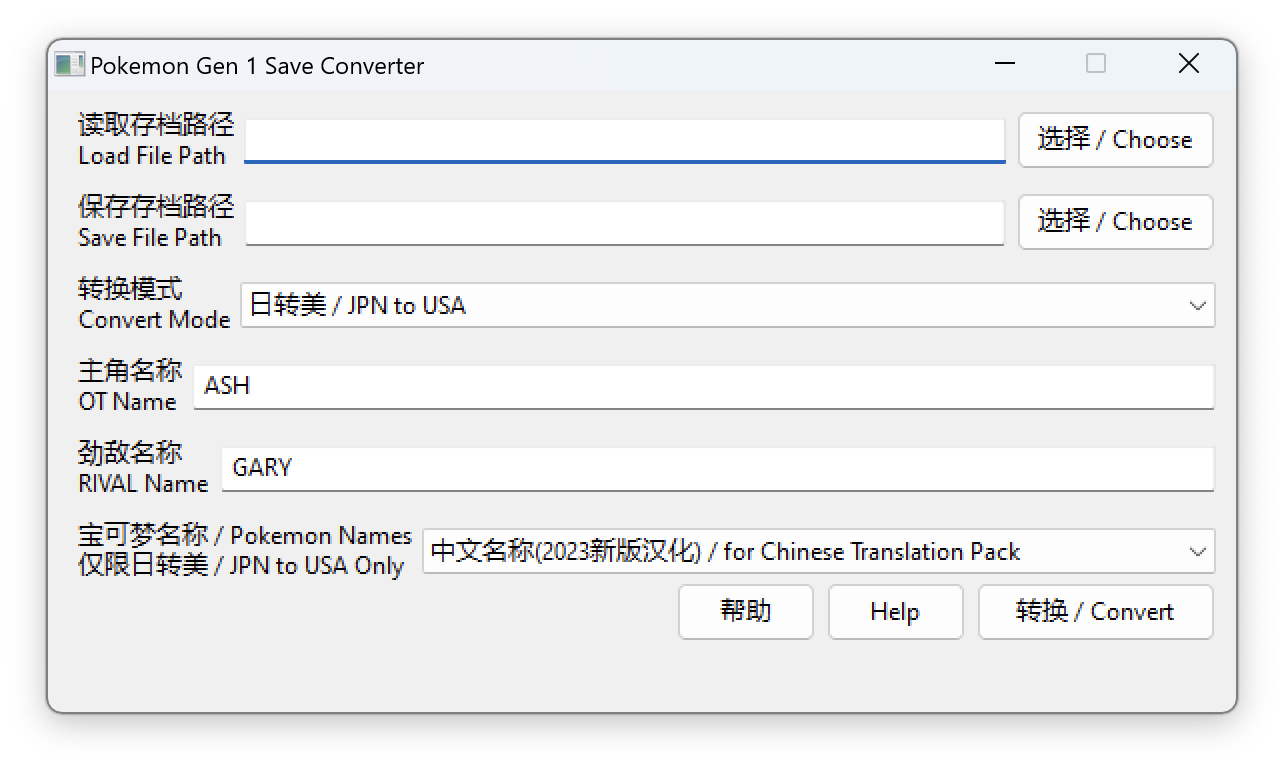 Pokemon Gen 1 Save Converter
读取存档路径
Load File Path
选择 / Choose
保存存档路径
Save File Path
选择 / Choose
转换模式
Convert Mode
日转美 / JPN to USA
主角名称
OT Name
ASH
劲敌名称
RIVAL Name
GARY
宝可梦名称 / Pokemon Names
仅限日转美 / JPN to USA Only
中文名称(2023新版汉化) / for Chinese Translation Pack
帮助
Help
转换 / Convert